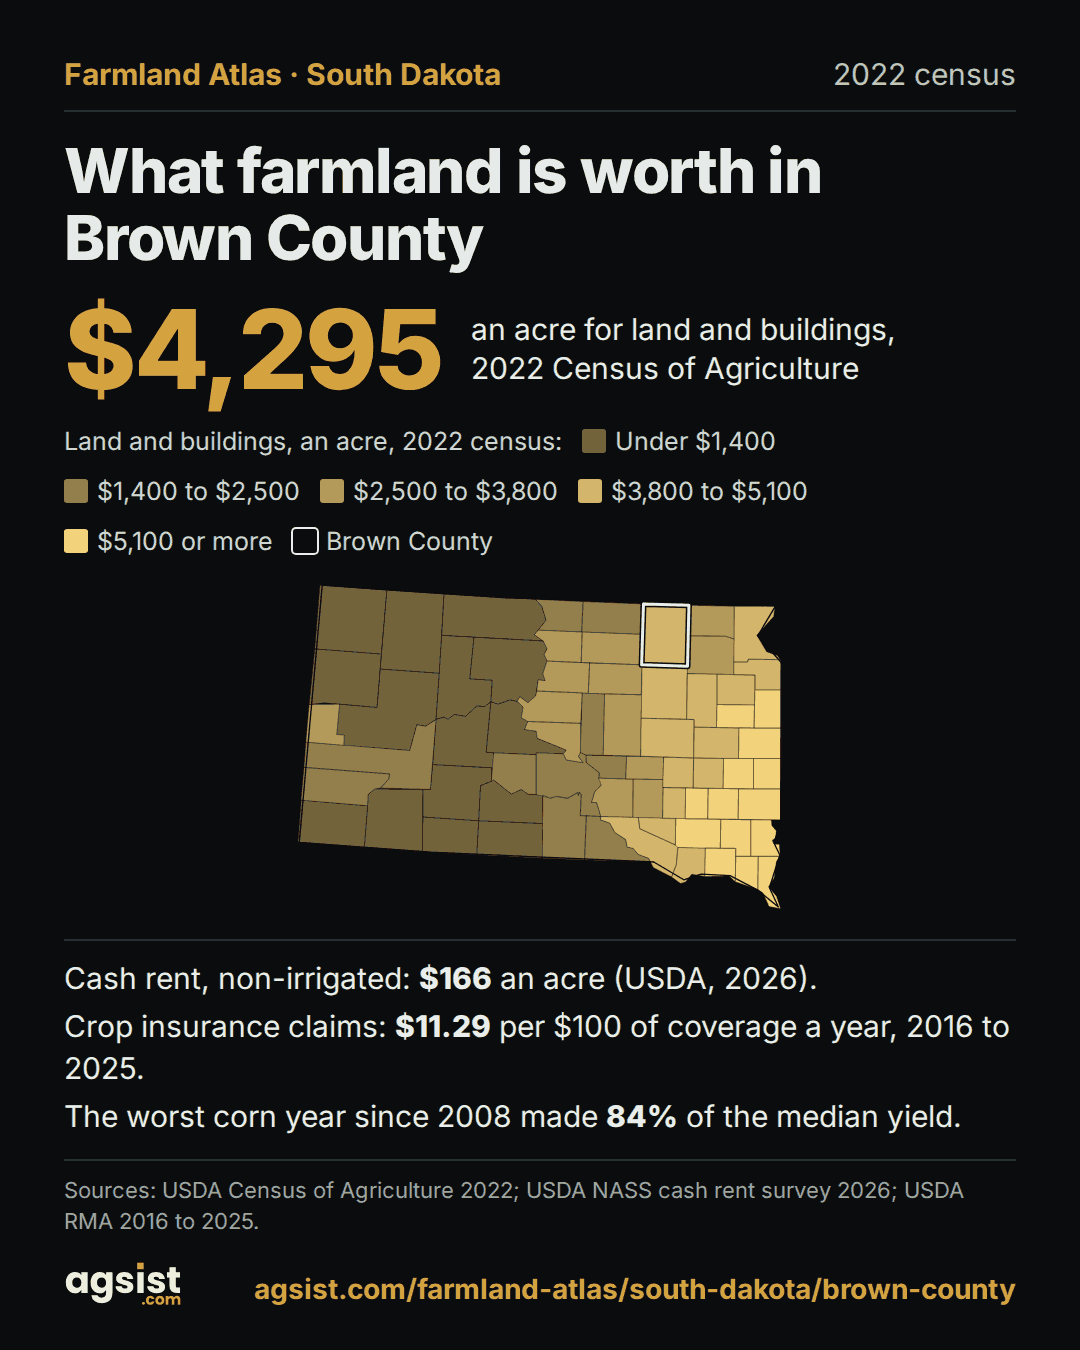 Farmland Atlas · South Dakota
2022 census
What farmland is worth in
Brown County
$4,295
an acre for land and buildings,
2022 Census of Agriculture
Land and buildings, an acre, 2022 census: Under $1,400
$1,400 to $2,500 $2,500 to $3,800 $3,800 to $5,100
$5,100 or more Brown County
Cash rent, non-irrigated: $166 an acre (USDA, 2026).
Crop insurance claims: $11.29 per $100 of coverage a year, 2016 to
2025.
The worst corn year since 2008 made 84% of the median yield.
Sources: USDA Census of Agriculture 2022; USDA NASS cash rent survey 2026; USDA
RMA 2016 to 2025.
agsist
.com
agsist.com/farmland-atlas/south-dakota/brown-county